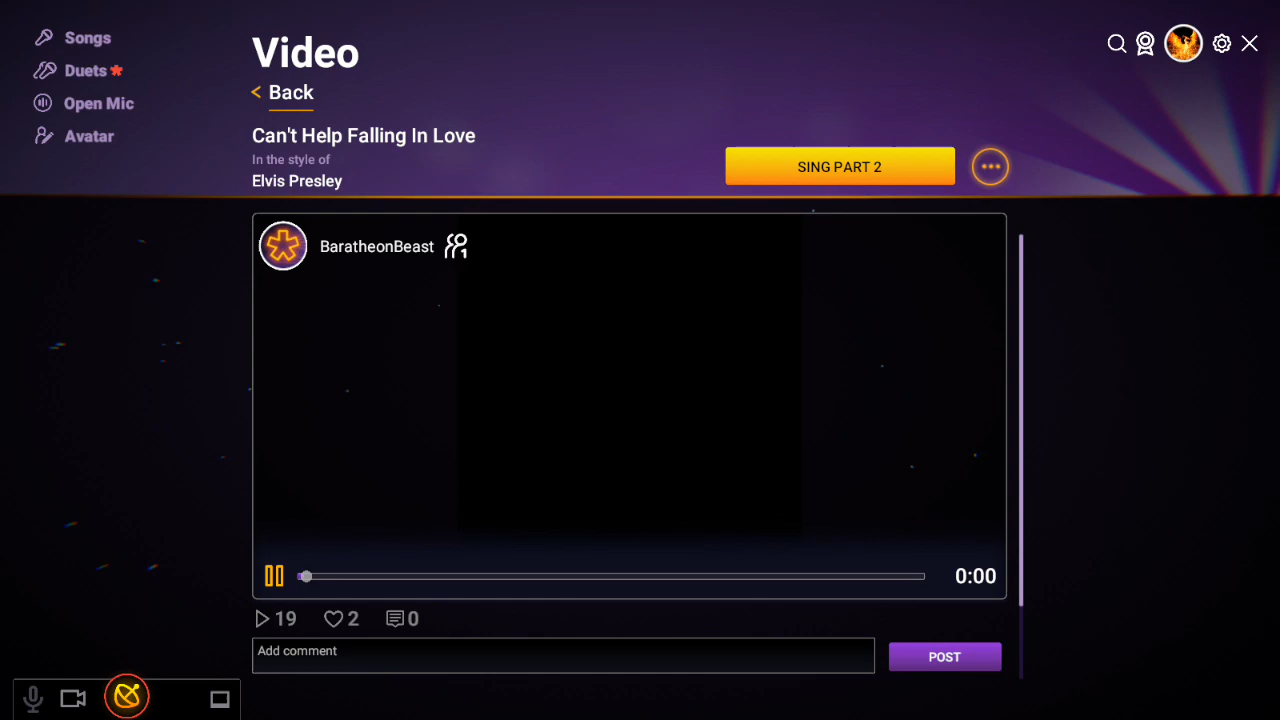 Songs
Duets
Open Mic
Avatar
Video
< Back
Can't Help Falling In Love
In the style of
Elvis Presley
SING PART 2
BaratheonBeast
1
0:00
19
2
0
Add comment
POST